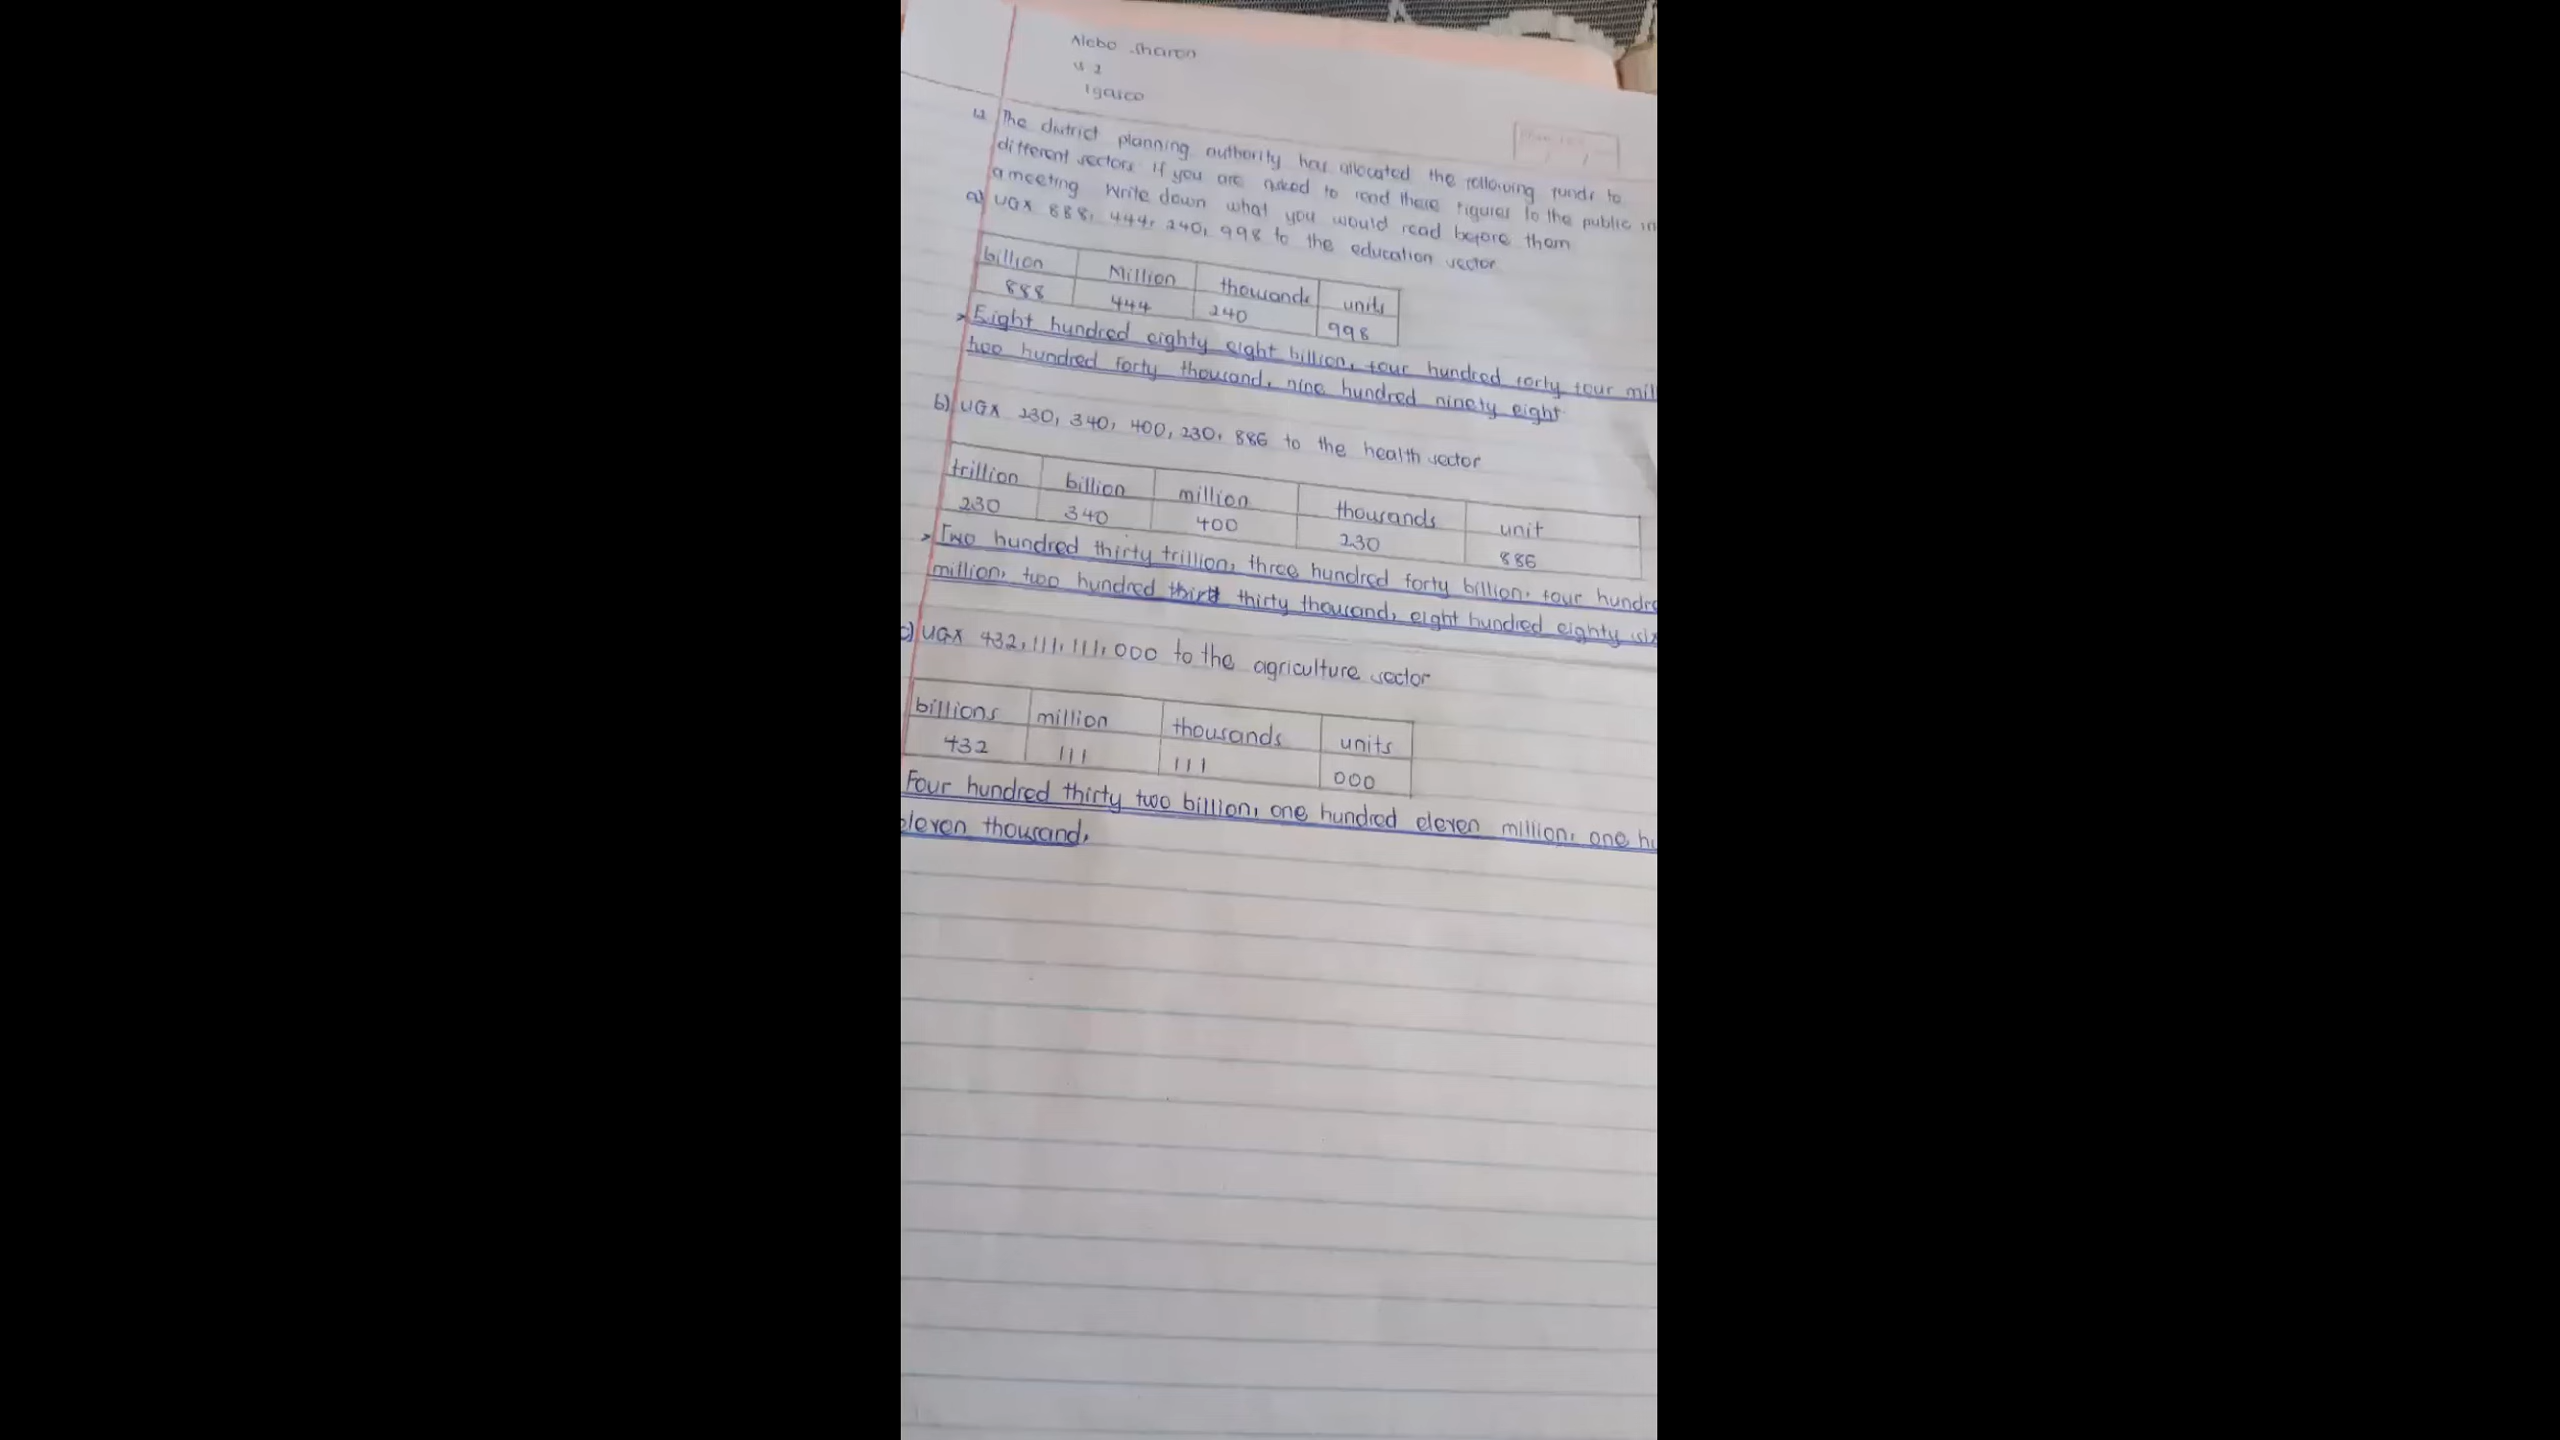 Alebo Sharon
S 2
Igasco
1. The district planning authority has allocated the following funds to
different sectors if you are asked to read these figures to the public in
a meeting Write down what you would read before them
a) UGX 888, 444, 240, 998 to the education sector
billion Million thousands units
888 444 240 998
Eight hundred eighty eight billion, four hundred forty four mil
two hundred forty thousand, nine hundred ninety eight
b) UGX 230, 340, 400, 230, 886 to the health sector
trillion billion million thousands unit
230 340 400 230 886
Two hundred thirty trillion, three hundred forty billion, four hundre
million, two hundred thirty thousand, eight hundred eighty six
c) UGX 432, 111, 111, 000 to the agriculture sector
billions million thousands units
432 111 111 000
Four hundred thirty two billion, one hundred eleven million, one hu
eleven thousand,